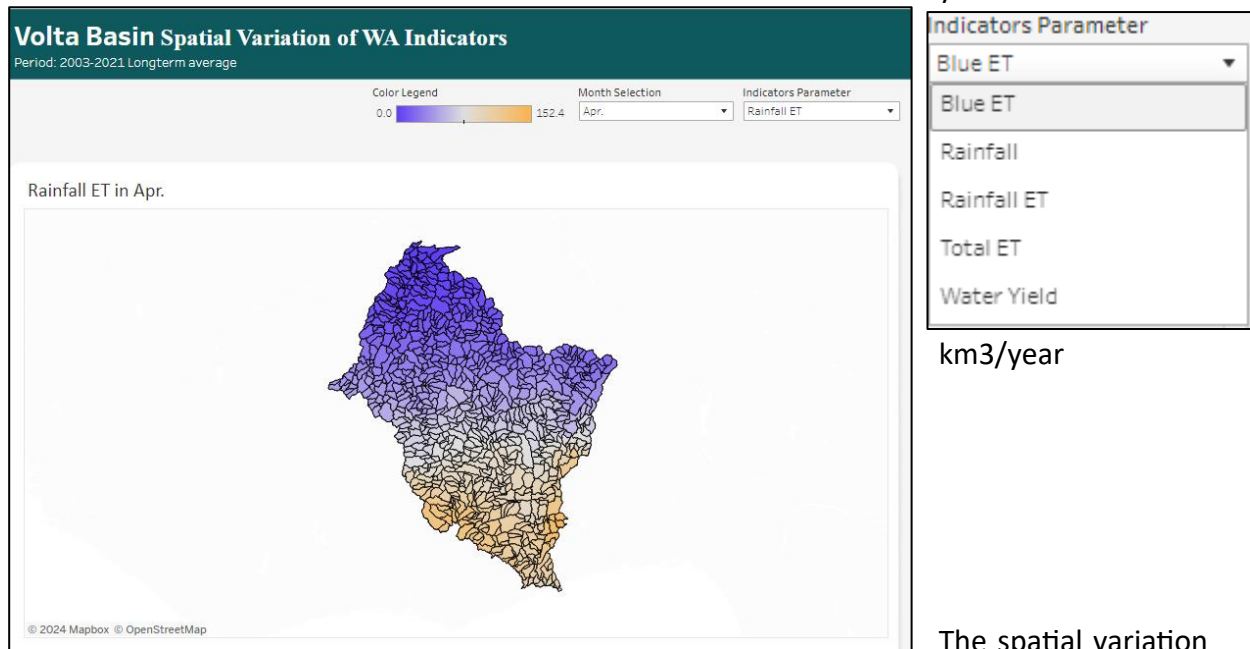 Volta Basin Spatial Variation of WA Indicators
Period: 2003-2021 Longterm average
Color Legend
0.0
152.4
Month Selection
Apr.
Indicators Parameter
Rainfall ET
Rainfall ET in Apr.
© 2024 Mapbox © OpenStreetMap
Indicators Parameter
Blue ET
Blue ET
Rainfall
Rainfall ET
Total ET
Water Yield
km3/year
The spatial variation